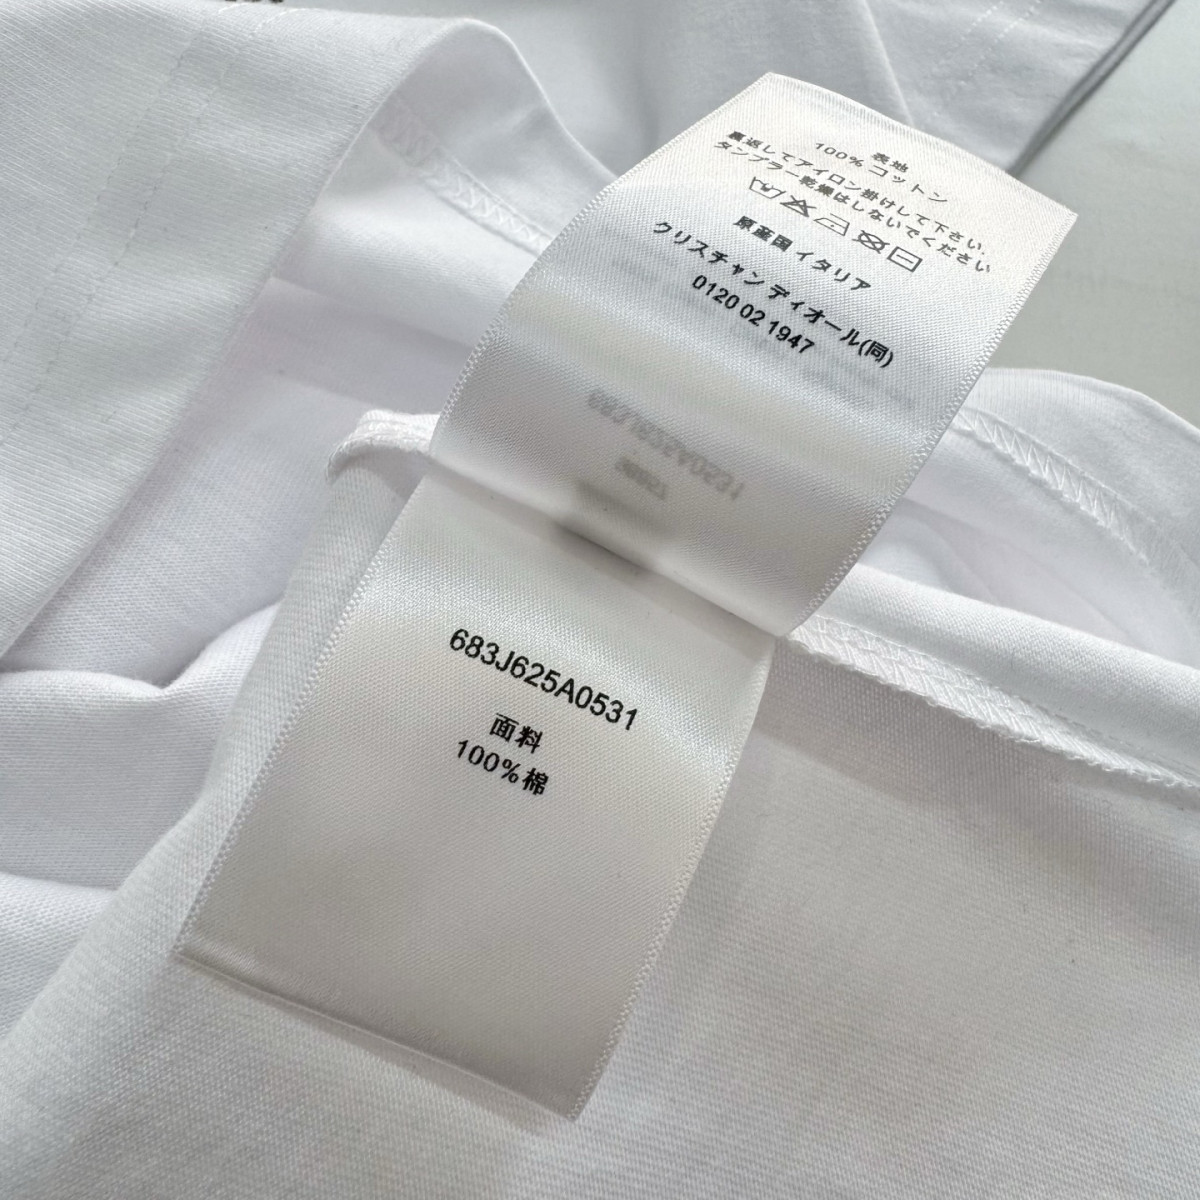 表地
100% コットン
裏返してアイロン掛けして下さい.
タンブラー乾燥はしないでください
原産国 イタリア
クリスチャン ディオール(同)
0120 02 1947
683J625A0531
面料
100%棉